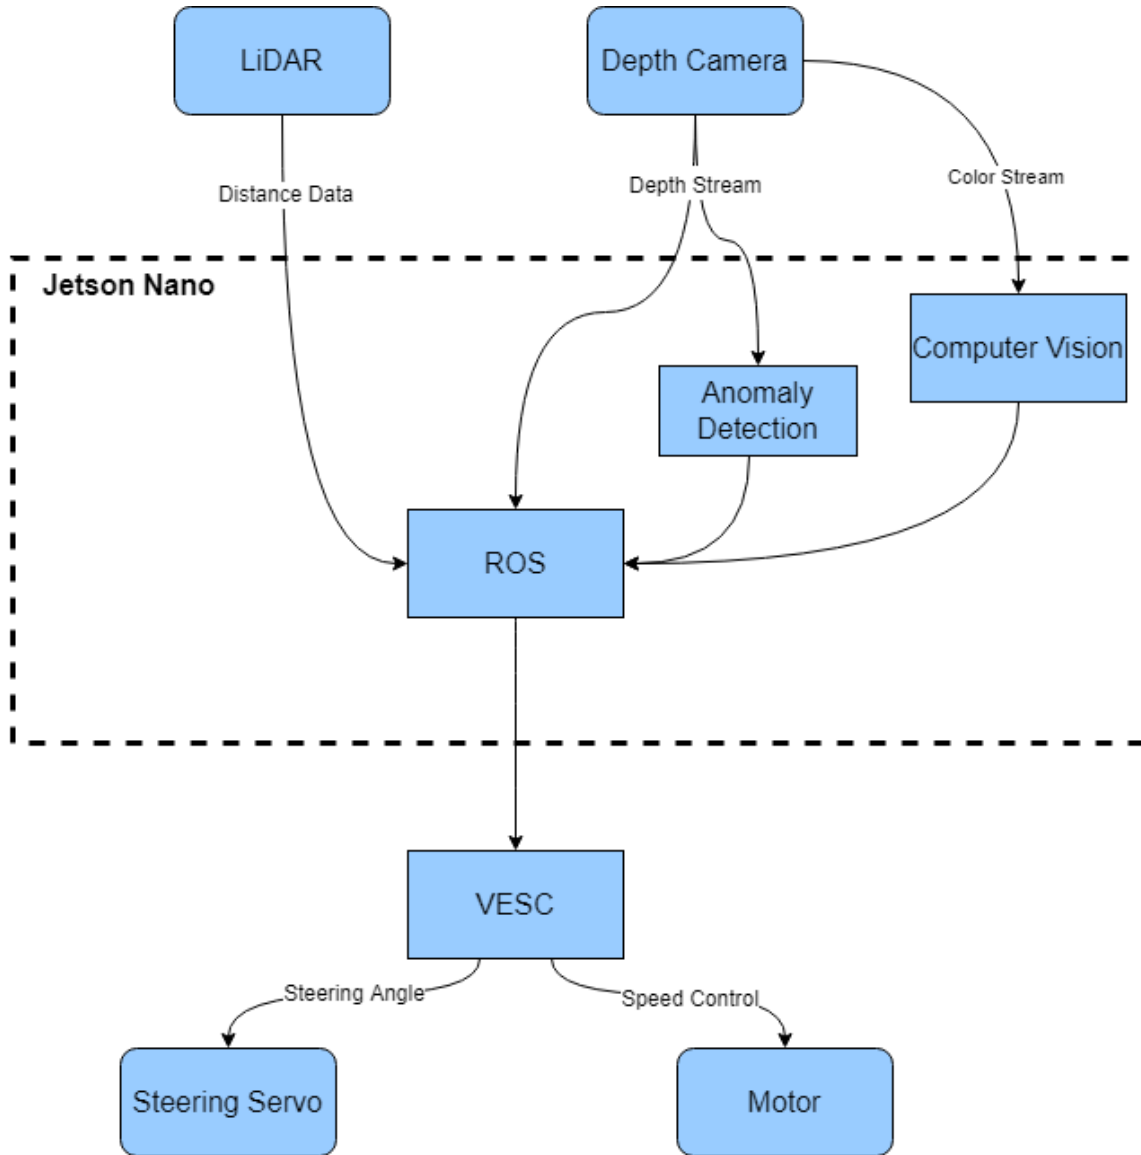 LiDAR
Depth Camera
Distance Data
Depth Stream
Color Stream
Jetson Nano
Computer Vision
Anomaly
Detection
ROS
VESC
Steering Angle
Speed Control
Steering Servo
Motor